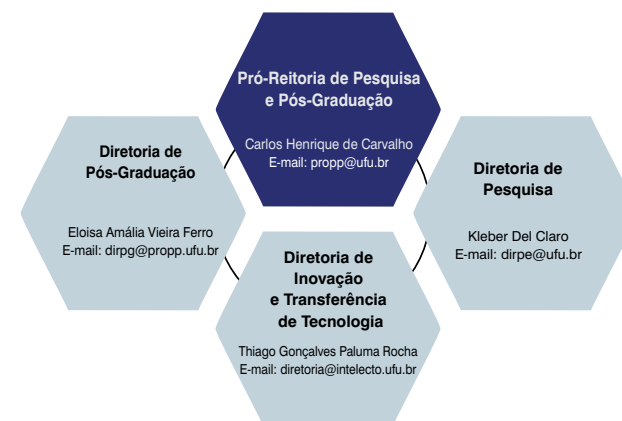 Pró-Reitoria de Pesquisa
e Pós-Graduação
Carlos Henrique de Carvalho
E-mail: propp@ufu.br
Diretoria de
Pós-Graduação
Eloisa Amália Vieira Ferro
E-mail: dirpg@propp.ufu.br
Diretoria de
Pesquisa
Kleber Del Claro
E-mail: dirpe@ufu.br
Diretoria de
Inovação
e Transferência
de Tecnologia
Thiago Gonçalves Paluma Rocha
E-mail: diretoria@intelecto.ufu.br